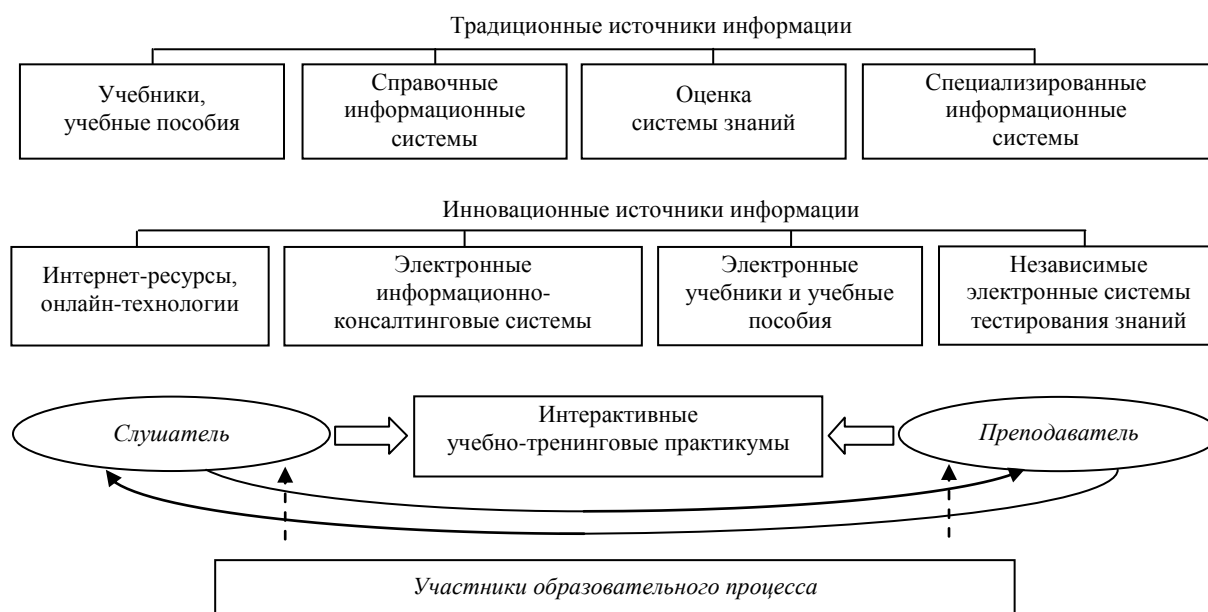 Традиционные источники информации
Учебники,
учебные пособия
Справочные
информационные
системы
Оценка
системы знаний
Специализированные
информационные
системы
Инновационные источники информации
Интернет-ресурсы,
онлайн-технологии
Электронные
информационно-
консалтинговые системы
Электронные
учебники и учебные
пособия
Независимые
электронные системы
тестирования знаний
Слушатель
Интерактивные
учебно-тренинговые практикумы
Преподаватель
Участники образовательного процесса